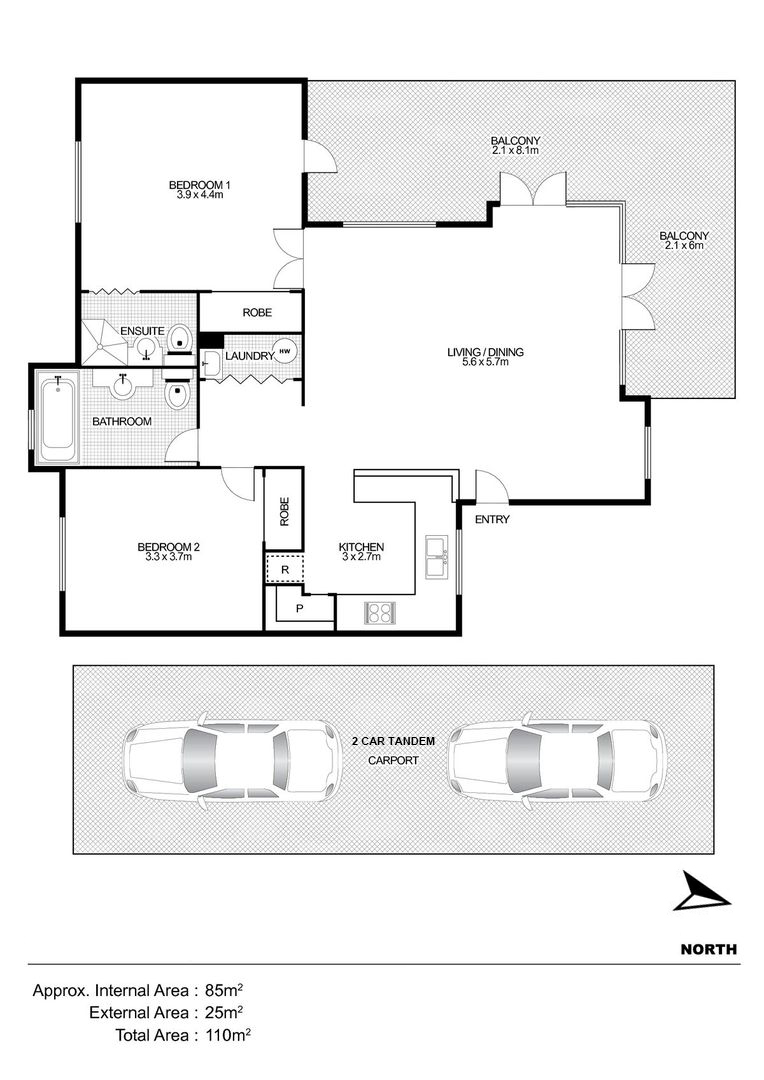 BALCONY
2.1 x 8.1m
BEDROOM 1
3.9 x 4.4m
BALCONY
2.1 x 6m
ROBE
ENSUITE
LAUNDRY
HW
LIVING / DINING
5.6 x 5.7m
BATHROOM
ROBE
ENTRY
BEDROOM 2
3.3 x 3.7m
KITCHEN
3 x 2.7m
R
P
2 CAR TANDEM
CARPORT
NORTH
Approx. Internal Area : 85m²
External Area : 25m²
Total Area : 110m²